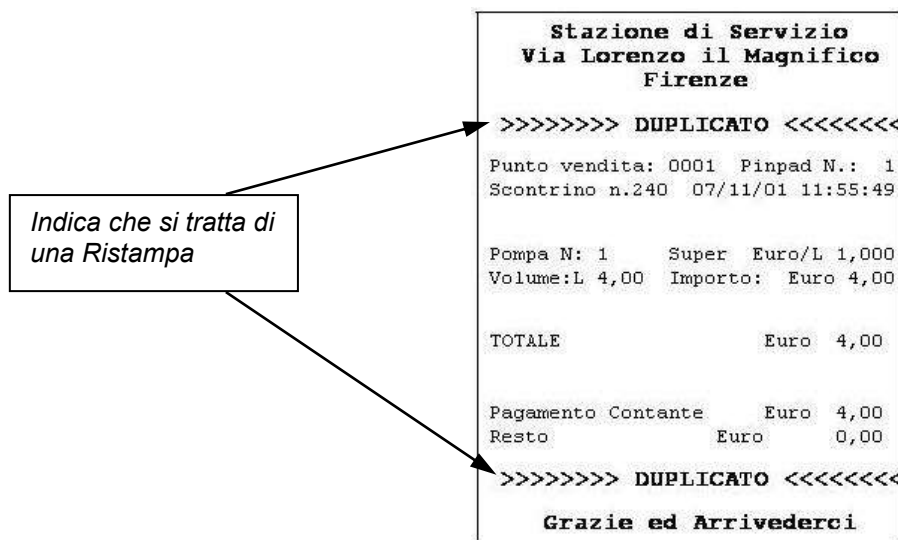 Stazione di Servizio
Via Lorenzo il Magnifico
Firenze
>>>>>>>> DUPLICATO <<<<<<<<
Punto vendita: 0001 Pinpad N.: 1
Scontrino n.240 07/11/01 11:55:49
Indica che si tratta di
una Ristampa
Pompa N: 1 Super Euro/L 1,000
Volume:L 4,00 Importo: Euro 4,00
TOTALE Euro 4,00
Pagamento Contante Euro 4,00
Resto Euro 0,00
>>>>>>>> DUPLICATO <<<<<<<<
Grazie ed Arrivederci